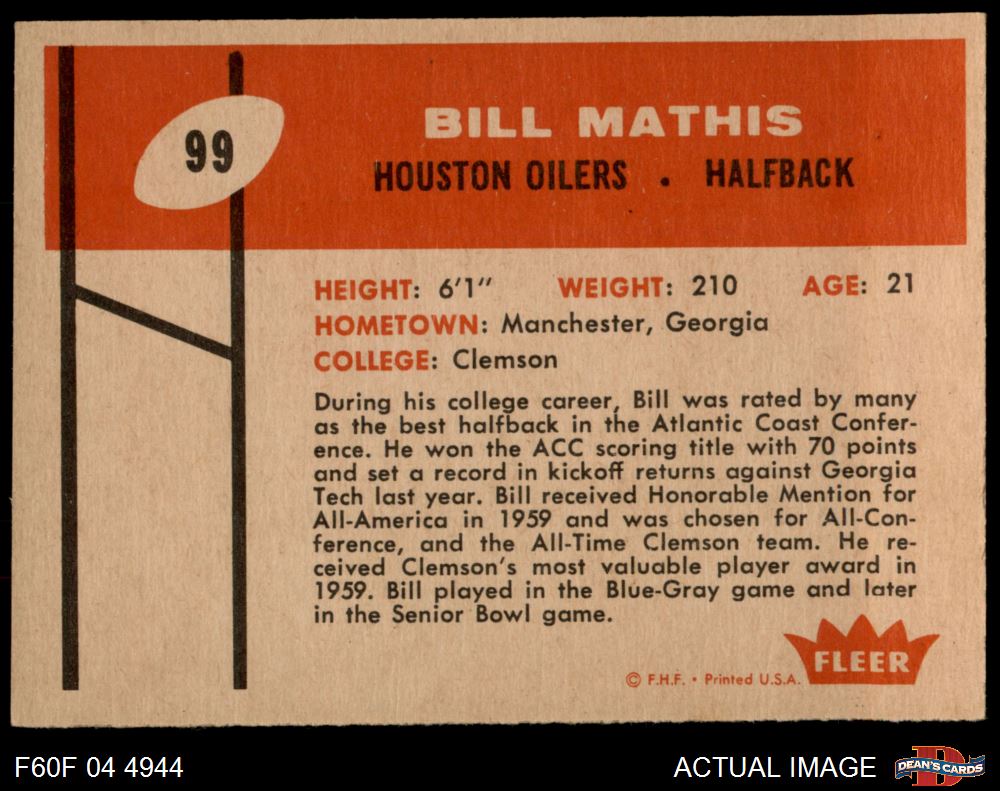 99
BILL MATHIS
HOUSTON OILERS . HALFBACK
HEIGHT: 6'1" WEIGHT: 210 AGE: 21
HOMETOWN: Manchester, Georgia
COLLEGE: Clemson
During his college career, Bill was rated by many
as the best halfback in the Atlantic Coast Confer-
ence. He won the ACC scoring title with 70 points
and set a record in kickoff returns against Georgia
Tech last year. Bill received Honorable Mention for
All-America in 1959 and was chosen for All-Con-
ference, and the All-Time Clemson team. He re-
ceived Clemson's most valuable player award in
1959. Bill played in the Blue-Gray game and later
in the Senior Bowl game.
FLEER
© F.H.F. • Printed U.S.A.
F60F 04 4944
ACTUAL IMAGE
D
DEAN'S CARDS